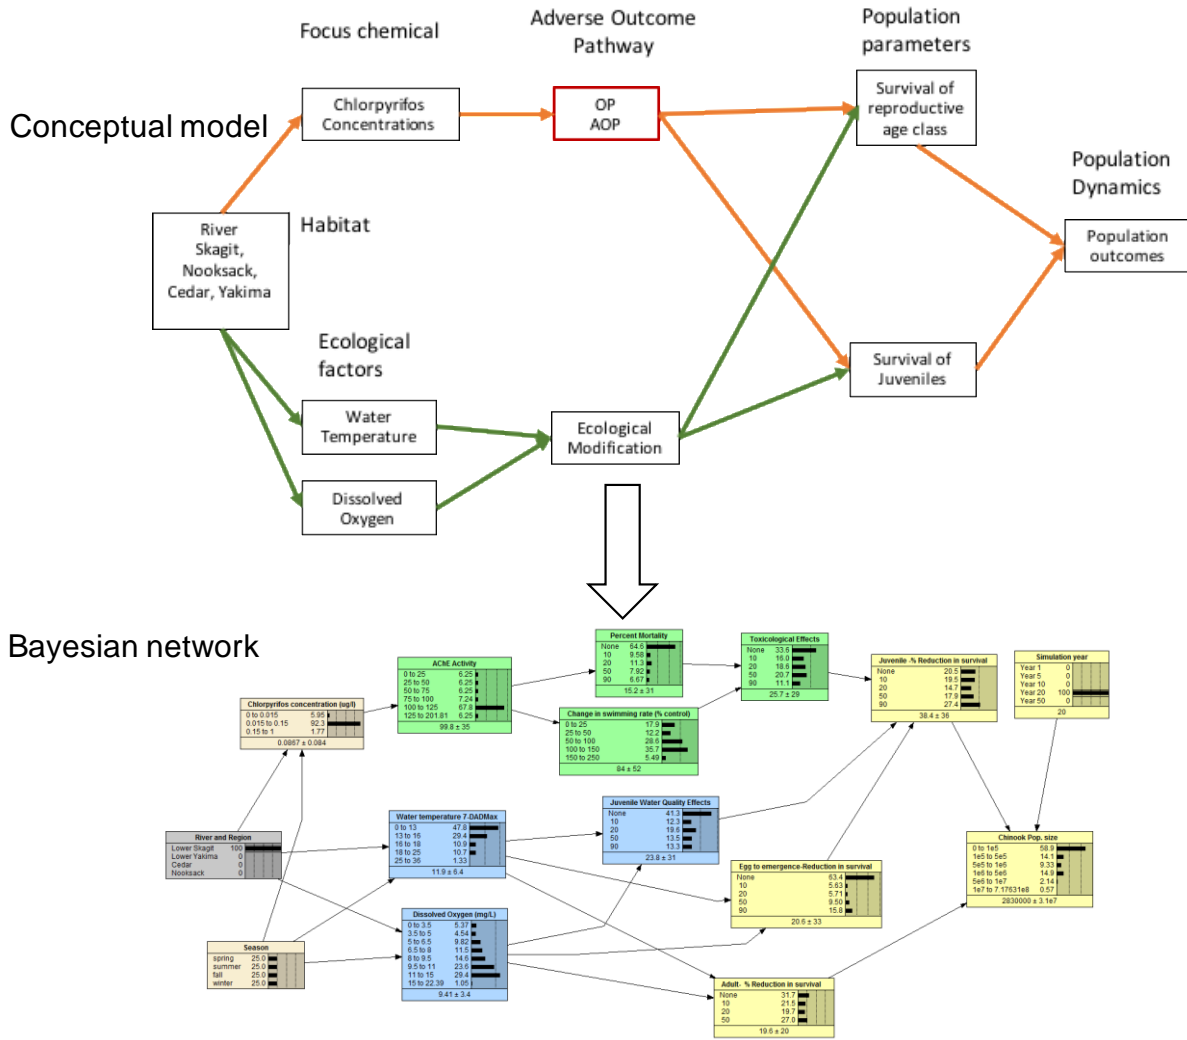 Focus chemical
Adverse Outcome
Pathway
Population
parameters
Conceptual model
Chlorpyrifos
Concentrations
OP
AOP
Survival of
reproductive
age class
Population
Dynamics
River
Skagit,
Nooksack,
Cedar, Yakima
Habitat
Population
outcomes
Ecological
factors
Survival of
Juveniles
Water
Temperature
Ecological
Modification
Dissolved
Oxygen
Bayesian network
Percent Mortality
None 64.6
10 9.58
20 11.3
50 7.92
90 6.67
15.2 ± 31
Toxicological Effects
None 33.6
10 16.0
20 18.6
50 20.7
90 11.1
25.7 ± 29
AChE Activity
0 to 25 6.25
25 to 50 6.25
50 to 75 6.25
75 to 100 7.24
100 to 125 67.8
125 to 201.81 6.25
99.8 ± 35
Juvenile -% Reduction in survival
None 20.5
10 19.5
20 14.7
50 17.9
90 27.4
38.4 ± 36
Simulation year
Year 1 0
Year 5 0
Year 10 0
Year 20 100
Year 50 0
20
Chlorpyrifos concentration (ug/l)
0 to 0.015 5.95
0.015 to 0.15 92.3
0.15 to 1 1.77
0.0867 ± 0.084
Change in swimming rate (% control)
0 to 25 17.9
25 to 50 12.2
50 to 100 28.6
100 to 150 35.7
150 to 250 5.49
84 ± 52
Water temperature 7-DADMax
0 to 13 47.8
13 to 16 29.4
16 to 18 10.9
18 to 25 10.7
25 to 36 1.33
11.9 ± 6.4
Juvenile Water Quality Effects
None 41.3
10 12.3
20 19.6
50 13.5
90 13.3
23.8 ± 31
River and Region
Lower Skagit 100
Lower Yakima 0
Cedar 0
Nooksack 0
Chinook Pop. size
0 to 1e5 58.9
1e5 to 5e5 14.1
5e5 to 1e6 9.33
1e6 to 5e6 14.9
5e6 to 1e7 2.14
1e7 to 7.17631e8 0.57
2830000 ± 3.1e7
Egg to emergence-Reduction in survival
None 63.4
10 5.63
20 5.71
50 9.50
90 15.8
20.6 ± 33
Dissolved Oxygen (mg/L)
0 to 3.5 5.37
3.5 to 5 4.54
5 to 6.5 9.82
6.5 to 8 11.5
8 to 9.5 14.6
9.5 to 11 23.6
11 to 15 29.4
15 to 22.39 1.05
9.41 ± 3.4
Season
spring 25.0
summer 25.0
fall 25.0
winter 25.0
Adult- % Reduction in survival
None 31.7
10 21.5
20 19.7
50 27.0
19.6 ± 20